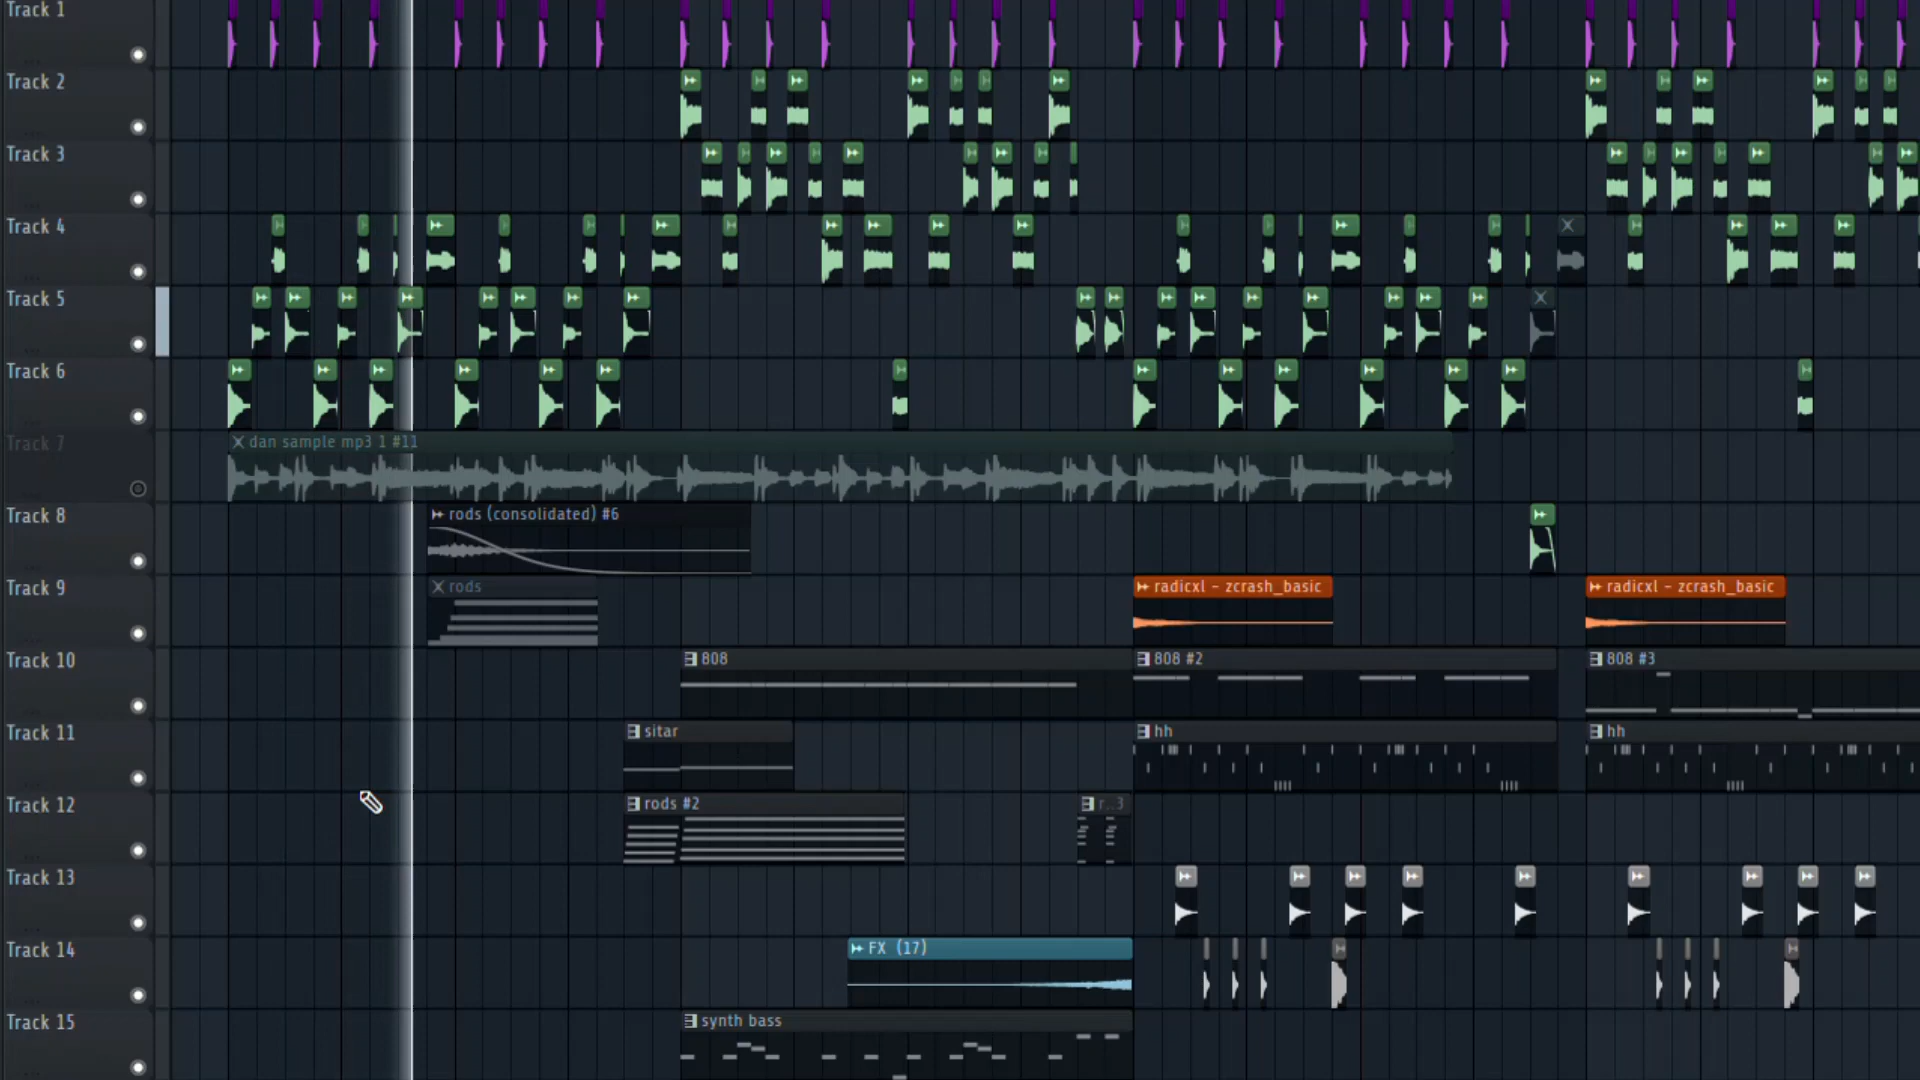 Track 1
Track 2
Track 3
Track 4
Track 5
Track 6
Track 7
dan sample mp3 1 #11
Track 8
rods (consolidated) #6
Track 9
rods
radicxl - zcrash_basic
radicxl - zcrash_basic
Track 10
808
808 #2
808 #3
Track 11
sitar
hh
hh
Track 12
rods #2
r..3
Track 13
Track 14
FX (17)
Track 15
synth bass